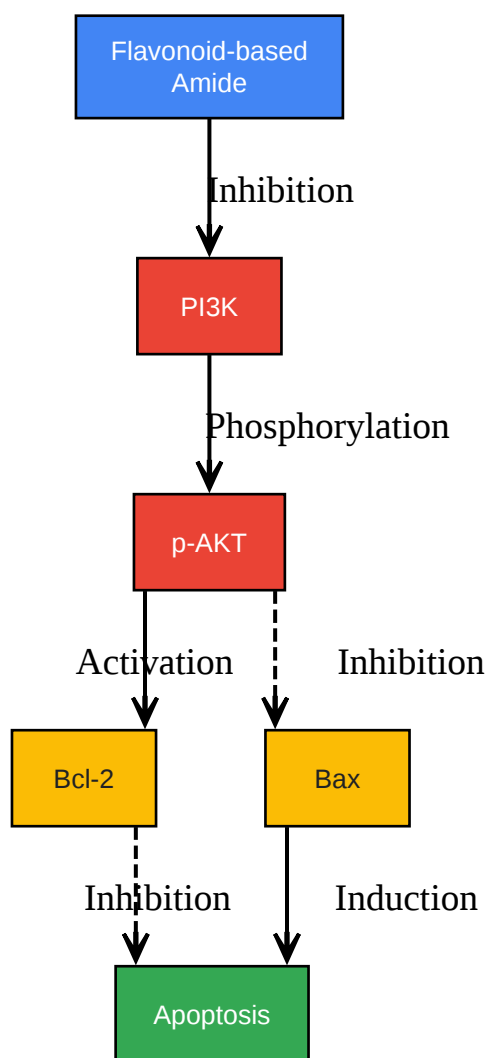 Flavonoid-based
Amide
Inhibition
PI3K
Phosphorylation
p-AKT
Activation
Inhibition
Bcl-2
Bax
Inhibition
Induction
Apoptosis